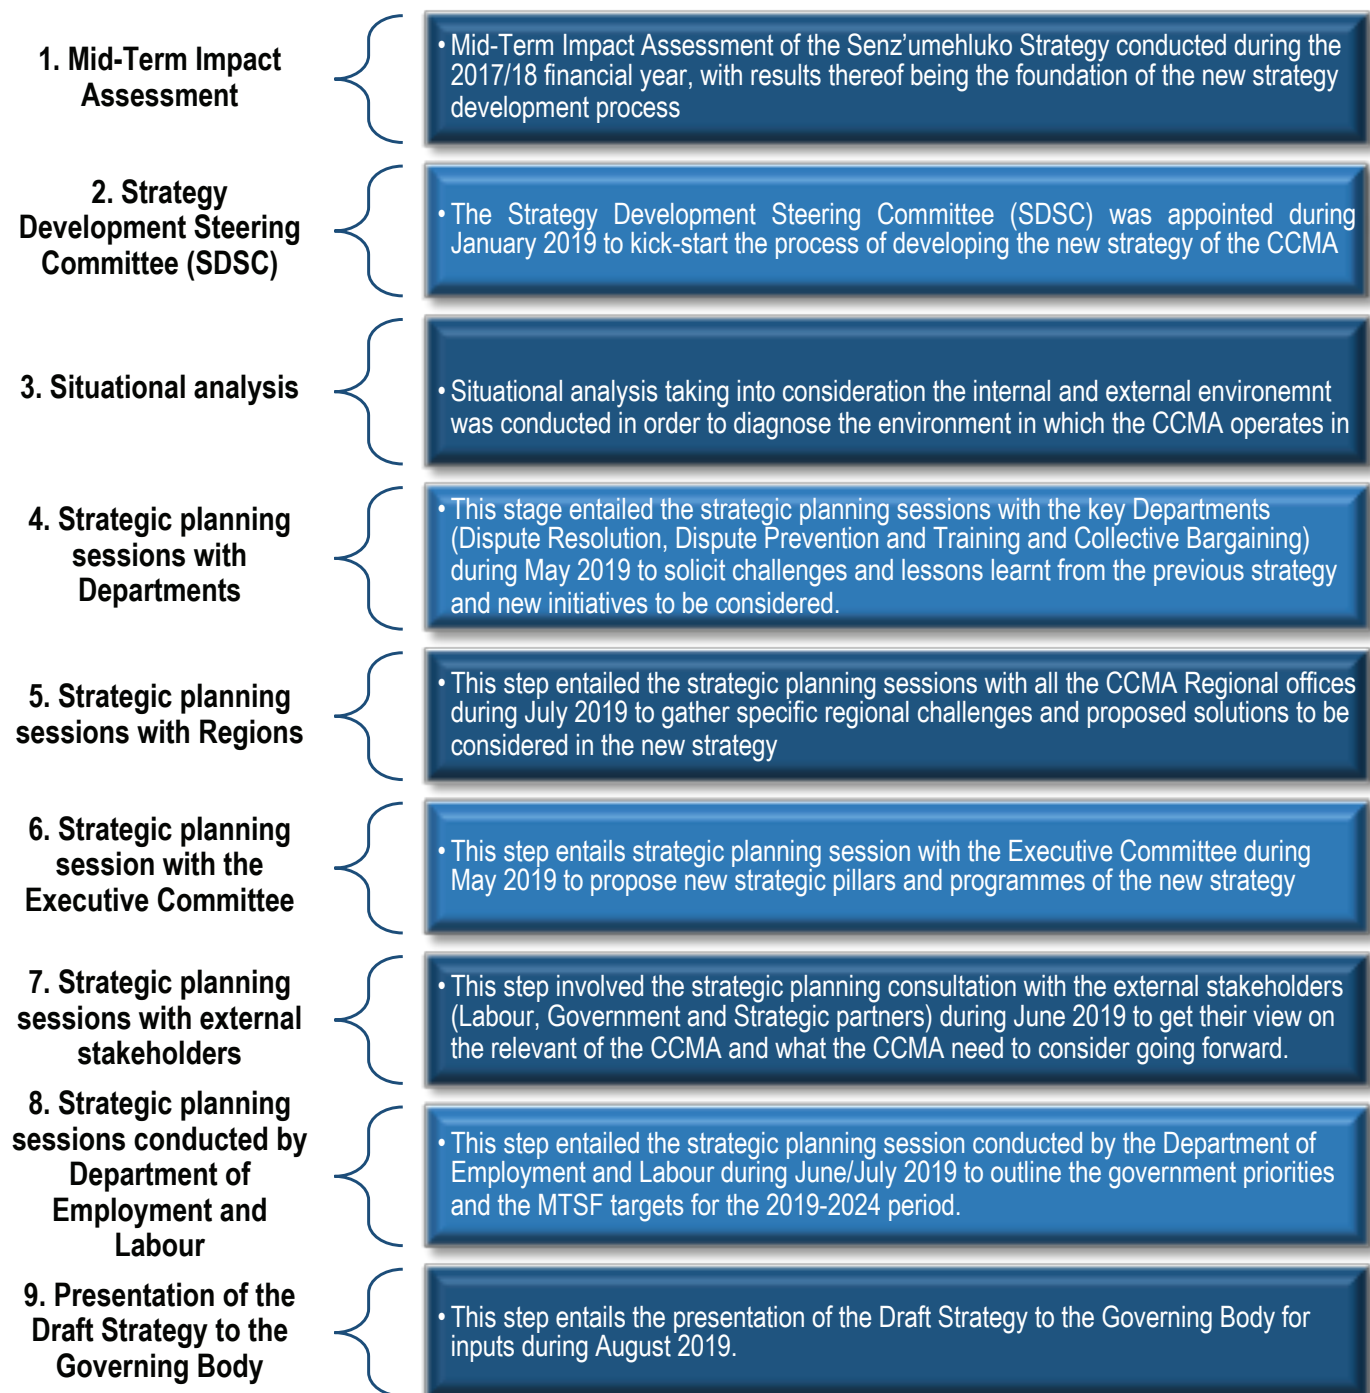 1. Mid-Term Impact
Assessment
• Mid-Term Impact Assessment of the Senz’umehluko Strategy conducted during the
2017/18 financial year, with results thereof being the foundation of the new strategy
development process
2. Strategy
Development Steering
Committee (SDSC)
• The Strategy Development Steering Committee (SDSC) was appointed during
January 2019 to kick-start the process of developing the new strategy of the CCMA
3. Situational analysis
• Situational analysis taking into consideration the internal and external environemnt
was conducted in order to diagnose the environment in which the CCMA operates in
4. Strategic planning
sessions with
Departments
• This stage entailed the strategic planning sessions with the key Departments
(Dispute Resolution, Dispute Prevention and Training and Collective Bargaining)
during May 2019 to solicit challenges and lessons learnt from the previous strategy
and new initiatives to be considered.
5. Strategic planning
sessions with Regions
• This step entailed the strategic planning sessions with all the CCMA Regional offices
during July 2019 to gather specific regional challenges and proposed solutions to be
considered in the new strategy
6. Strategic planning
session with the
Executive Committee
• This step entails strategic planning session with the Executive Committee during
May 2019 to propose new strategic pillars and programmes of the new strategy
7. Strategic planning
sessions with external
stakeholders
• This step involved the strategic planning consultation with the external stakeholders
(Labour, Government and Strategic partners) during June 2019 to get their view on
the relevant of the CCMA and what the CCMA need to consider going forward.
8. Strategic planning
sessions conducted by
Department of
Employment and
Labour
• This step entailed the strategic planning session conducted by the Department of
Employment and Labour during June/July 2019 to outline the government priorities
and the MTSF targets for the 2019-2024 period.
9. Presentation of the
Draft Strategy to the
Governing Body
• This step entails the presentation of the Draft Strategy to the Governing Body for
inputs during August 2019.